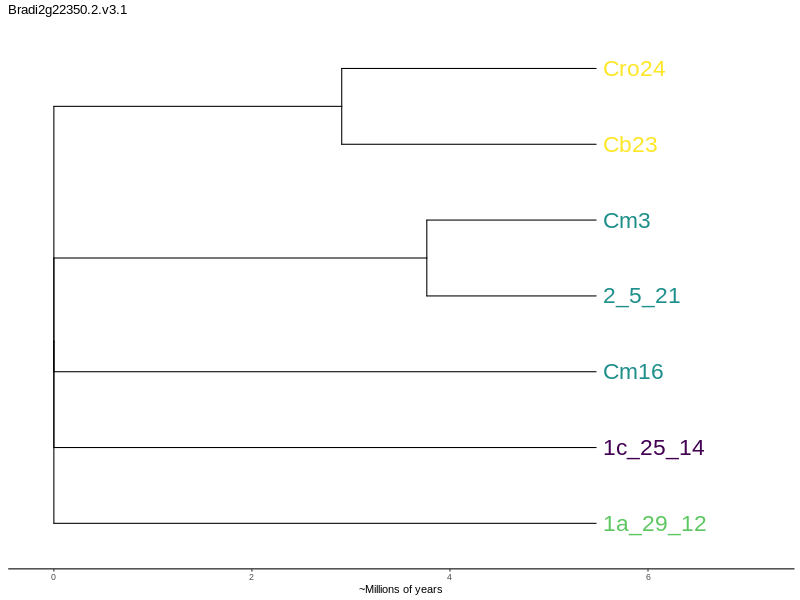 Bradi2g22350.2.v3.1
Cro24
Cb23
Cm3
2_5_21
Cm16
1c_25_14
1a_29_12
0 2 4 6
~Millions of years